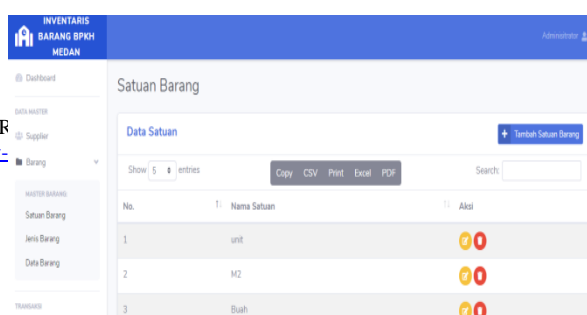 INVENTARIS
BARANG BPKH
MEDAN
Administrator
Dashboard
Satuan Barang
DATA MASTER
R
Supplier
Data Satuan
+ Tambah Satuan Barang
Barang
Show 5 entries
Copy CSV Print Excel PDF
Search:
MASTER BARANG:
Satuan Barang
Jenis Barang
Data Barang
No. Nama Satuan Aksi
1 unit
2 M2
3 Buah
TRANSAKSI